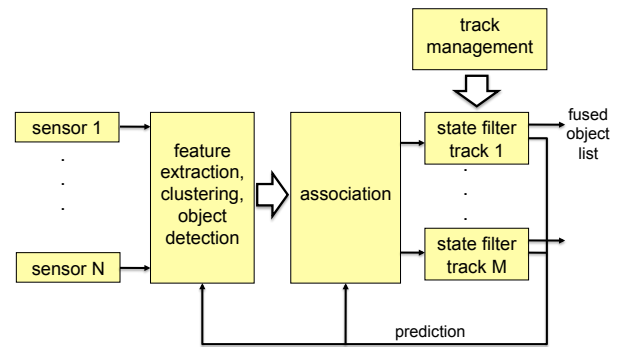 track
management
sensor 1
feature
extraction,
clustering,
object
detection
association
state filter
track 1
fused
object
list
sensor N
state filter
track M
prediction